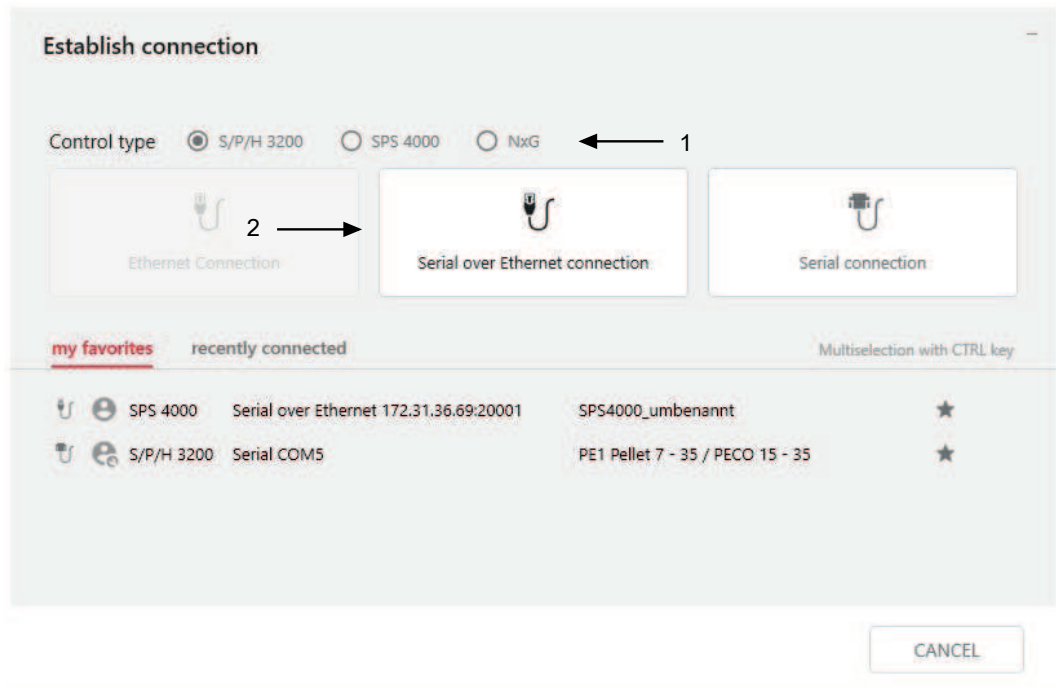 Establish connection
Control type S/P/H 3200 SPS 4000 NxG 1
2
Ethernet Connection Serial over Ethernet connection Serial connection
my favorites recently connected Multiselection with CTRL key
SPS 4000 Serial over Ethernet 172.31.36.69:20001 SPS4000_umbenannt
S/P/H 3200 Serial COM5 PE1 Pellet 7 - 35 / PECO 15 - 35
CANCEL